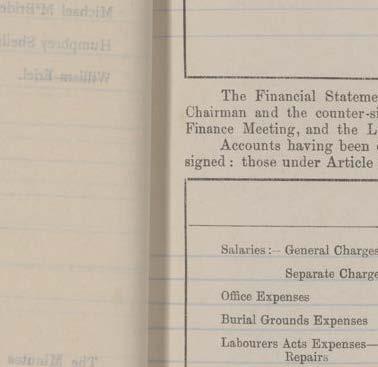 Michael M'Bride
Humphrey
William
The Minutes
The Financial Stateme
Chairman and the counter-si
Finance Meeting, and the L
Accounts having been
signed: those under Article
Salaries:— General Charges
Separate Charge
Office Expenses
Burial Grounds Expenses
Labourers Acts Expenses—
Repairs